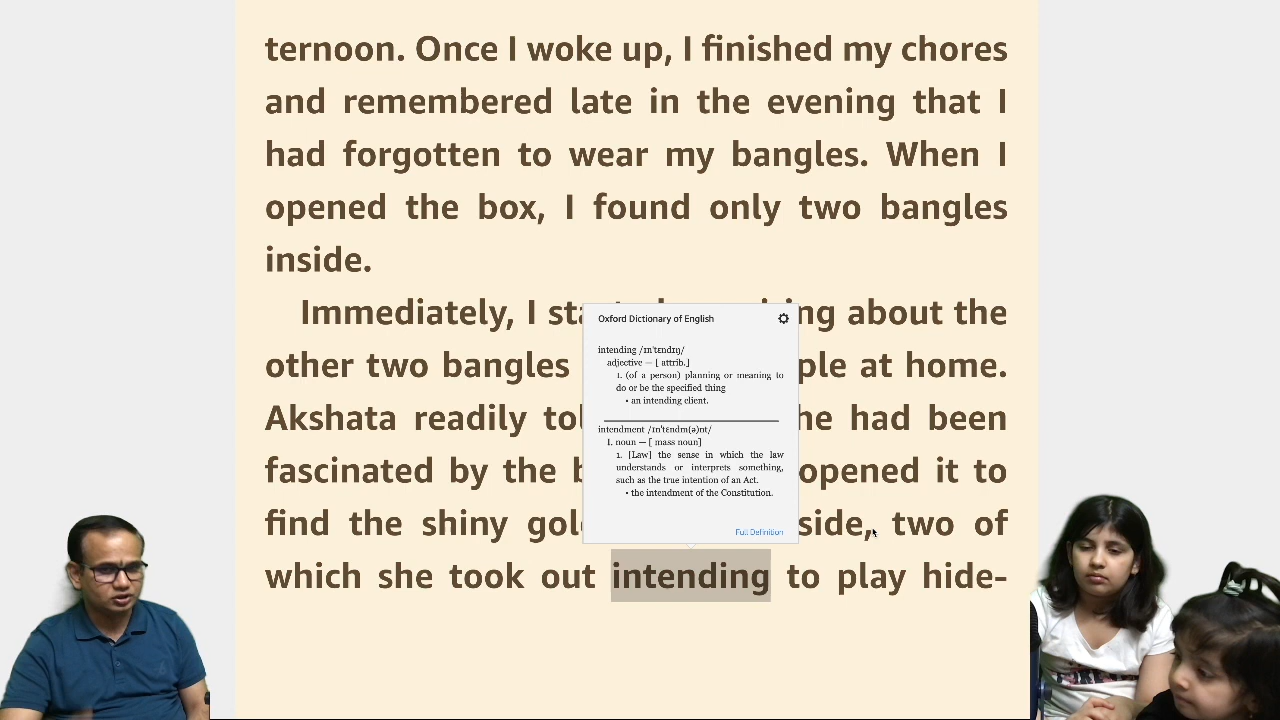 ternoon. Once I woke up, I finished my chores
and remembered late in the evening that I
had forgotten to wear my bangles. When I
opened the box, I found only two bangles
inside.
Immediately, I sta ing about the
other two bangles ple at home.
Akshata readily tol he had been
fascinated by the b opened it to
find the shiny gol side, two of
which she took out intending to play hide-
Oxford Dictionary of English
intending /ɪnˈtɛndɪŋ/
adjective — [ attrib.]
1. (of a person) planning or meaning to
do or be the specified thing
• an intending client.
intendment /ɪnˈtɛndm(ə)nt/
I. noun — [ mass noun]
1. [Law] the sense in which the law
understands or interprets something,
such as the true intention of an Act.
• the intendment of the Constitution.
Full Definition